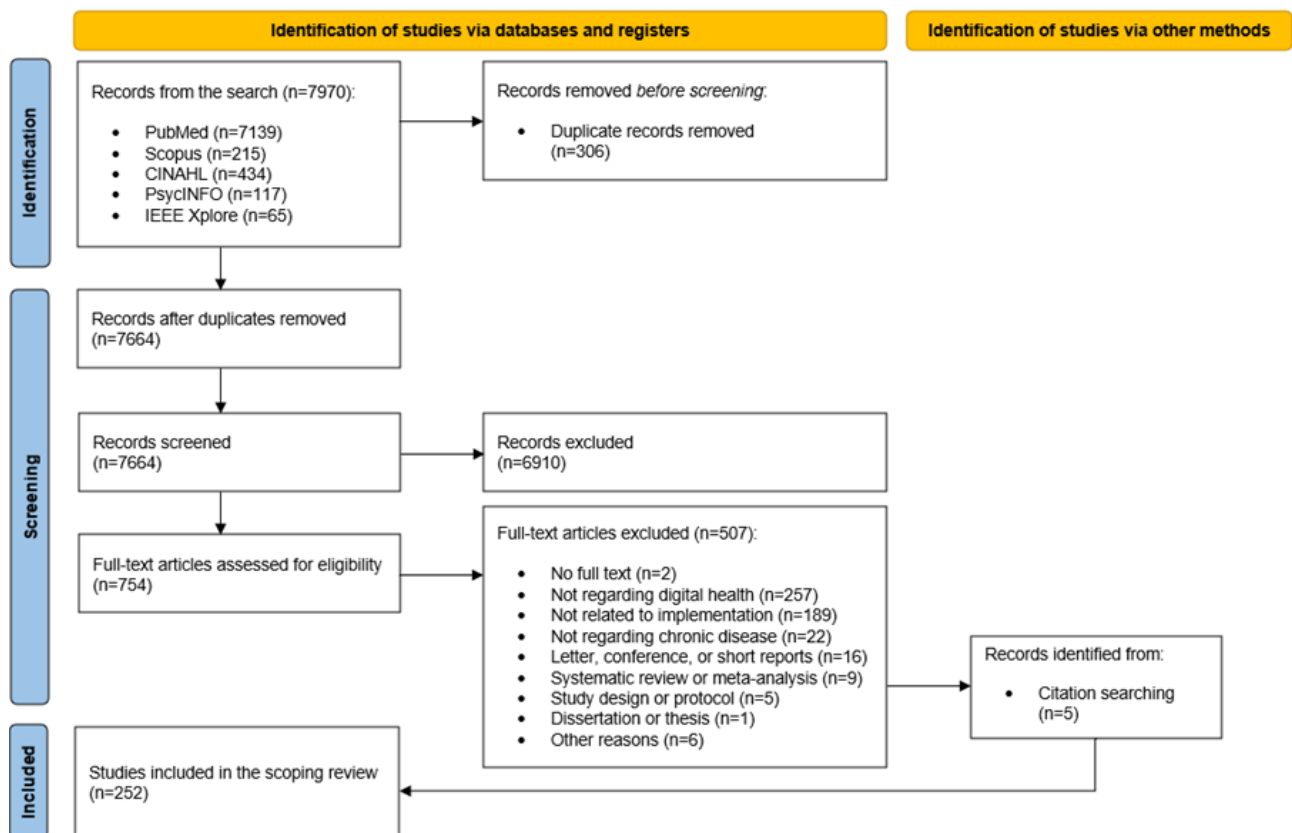 Identification of studies via databases and registers
Identification of studies via other methods
Identification
Records from the search (n=7970):
• PubMed (n=7139)
• Scopus (n=215)
• CINAHL (n=434)
• PsycINFO (n=117)
• IEEE Xplore (n=65)
Records removed before screening:
• Duplicate records removed
(n=306)
Screening
Records after duplicates removed
(n=7664)
Records screened
(n=7664)
Records excluded
(n=6910)
Full-text articles assessed for eligibility
(n=754)
Full-text articles excluded (n=507):
• No full text (n=2)
• Not regarding digital health (n=257)
• Not related to implementation (n=189)
• Not regarding chronic disease (n=22)
• Letter, conference, or short reports (n=16)
• Systematic review or meta-analysis (n=9)
• Study design or protocol (n=5)
• Dissertation or thesis (n=1)
• Other reasons (n=6)
Records identified from:
• Citation searching
(n=5)
Included
Studies included in the scoping review
(n=252)